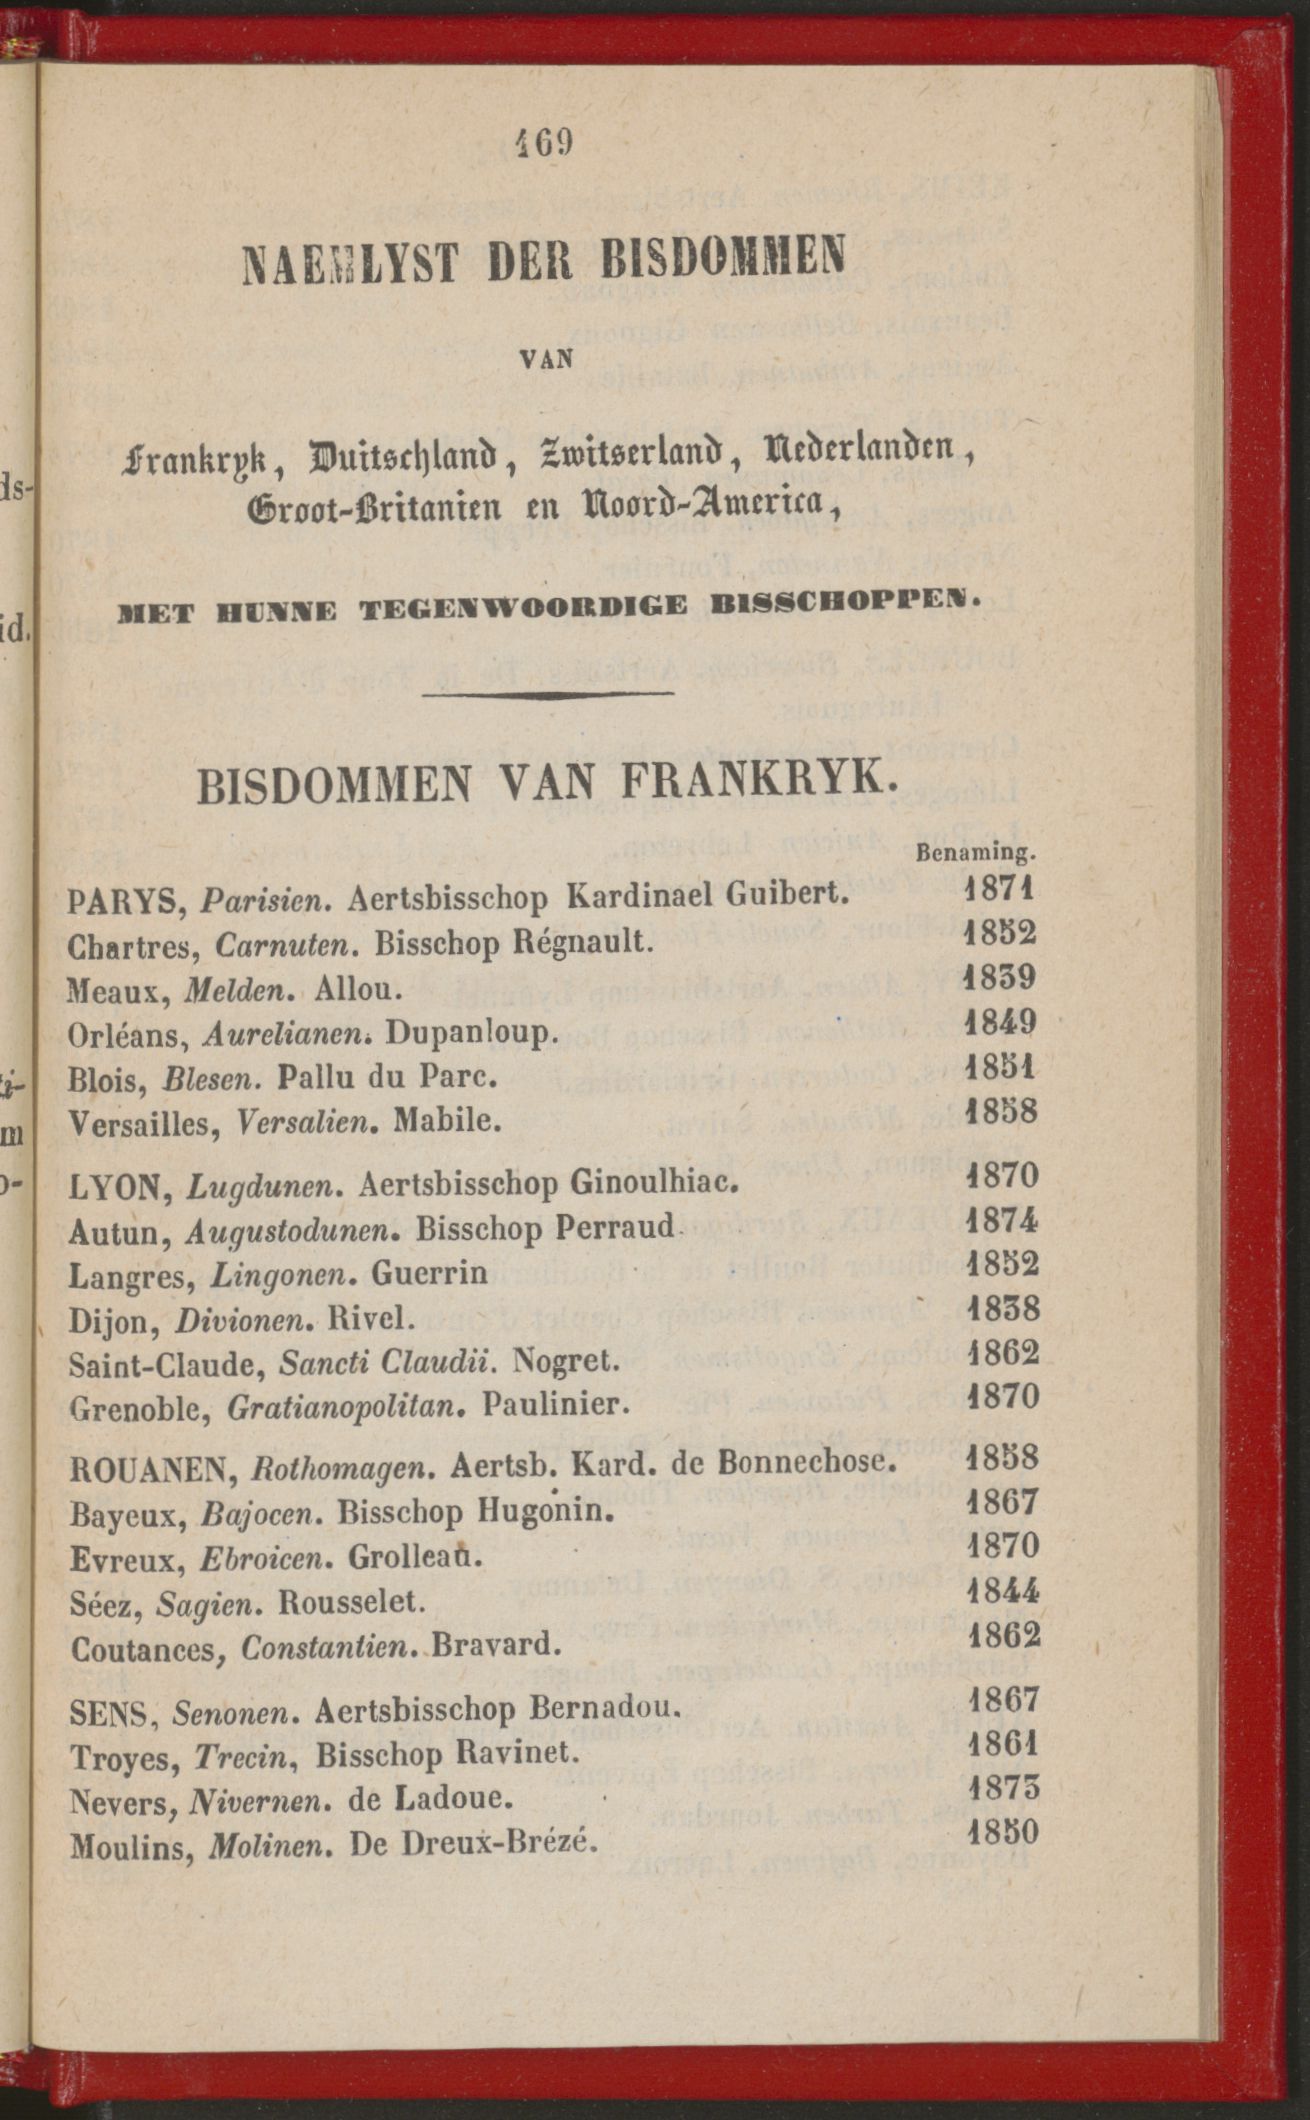 169
NAEMLYST DER BISDOMMEN
VAN
Frankryk, Duitschland, Zwitserland, Nederlanden,
Groot-Britanien en Noord-America,
MET HUNNE TEGENWOORDIGE BISSCHOPPEN.
BISDOMMEN VAN FRANKRYK.
Benaming.
PARYS, Parisien. Aertsbisschop Kardinael Guibert. 1871
Chartres, Carnuten. Bisschop Régnault. 1852
Meaux, Melden. Allou. 1839
Orléans, Aurelianen. Dupanloup. 1849
Blois, Blesen. Pallu du Parc. 1851
Versailles, Versalien. Mabile. 1858
LYON, Lugdunen. Aertsbisschop Ginoulhiac. 1870
Autun, Augustodunen. Bisschop Perraud. 1874
Langres, Lingonen. Guerrin 1852
Dijon, Divionen. Rivel. 1838
Saint-Claude, Sancti Claudii. Nogret. 1862
Grenoble, Gratianopolitan. Paulinier. 1870
ROUANEN, Rothomagen. Aertsb. Kard. de Bonnechose. 1858
Bayeux, Bajocen. Bisschop Hugonin. 1867
Evreux, Ebroicen. Grolleau. 1870
Séez, Sagien. Rousselet. 1844
Coutances, Constantien. Bravard. 1862
SENS, Senonen. Aertsbisschop Bernadou. 1867
Troyes, Trecin, Bisschop Ravinet. 1861
Nevers, Nivernen. de Ladoue. 1873
Moulins, Molinen. De Dreux-Brézé. 1850